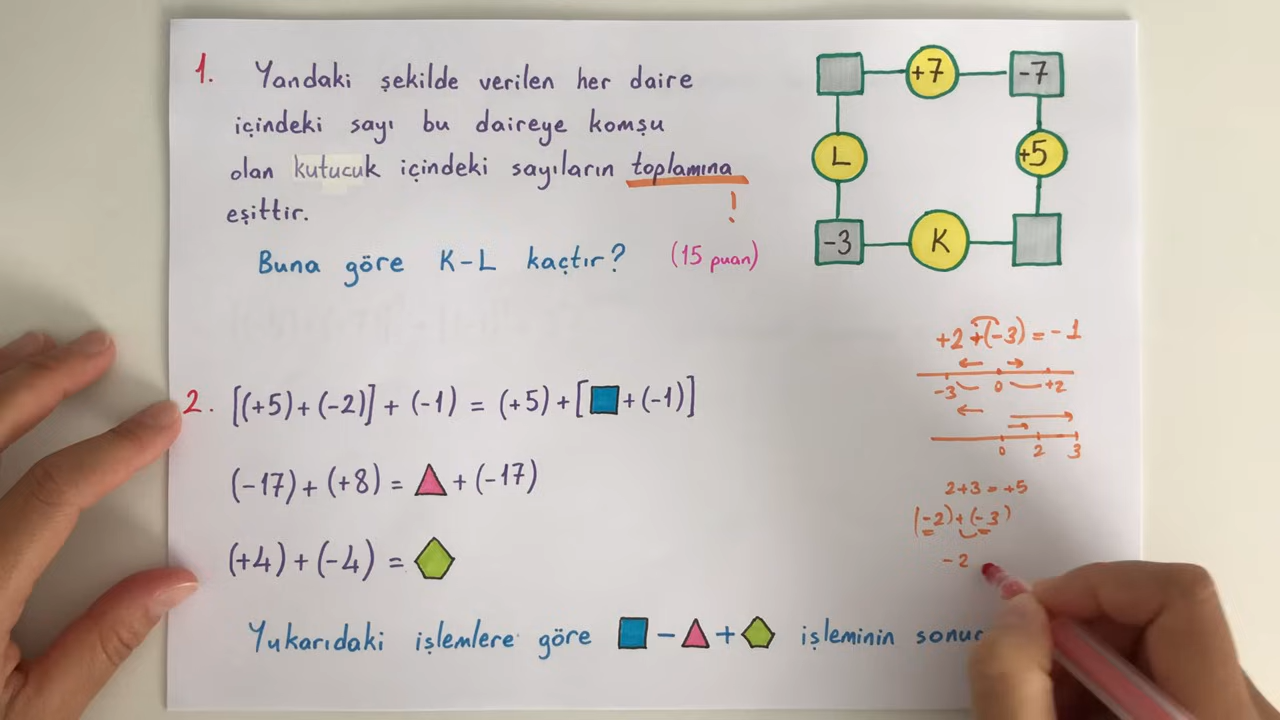 1. Yandaki şekilde verilen her daire
içindeki sayı bu daireye komşu
olan kutucuk içindeki sayıların toplamına
!
eşittir.
Buna göre K-L kaçtır? (15 puan)
+7 -7
L +5
-3 K
+2+(-3)=-1
-3 0 +2
0 2 3
2+3=+5
(-2)+(-3)
-2
2. [(+5)+(-2)]+(-1)=(+5)+[ +(-1)]
(-17)+(+8)= +(-17)
(+4)+(-4)=
Yukarıdaki işlemlere göre - + işleminin